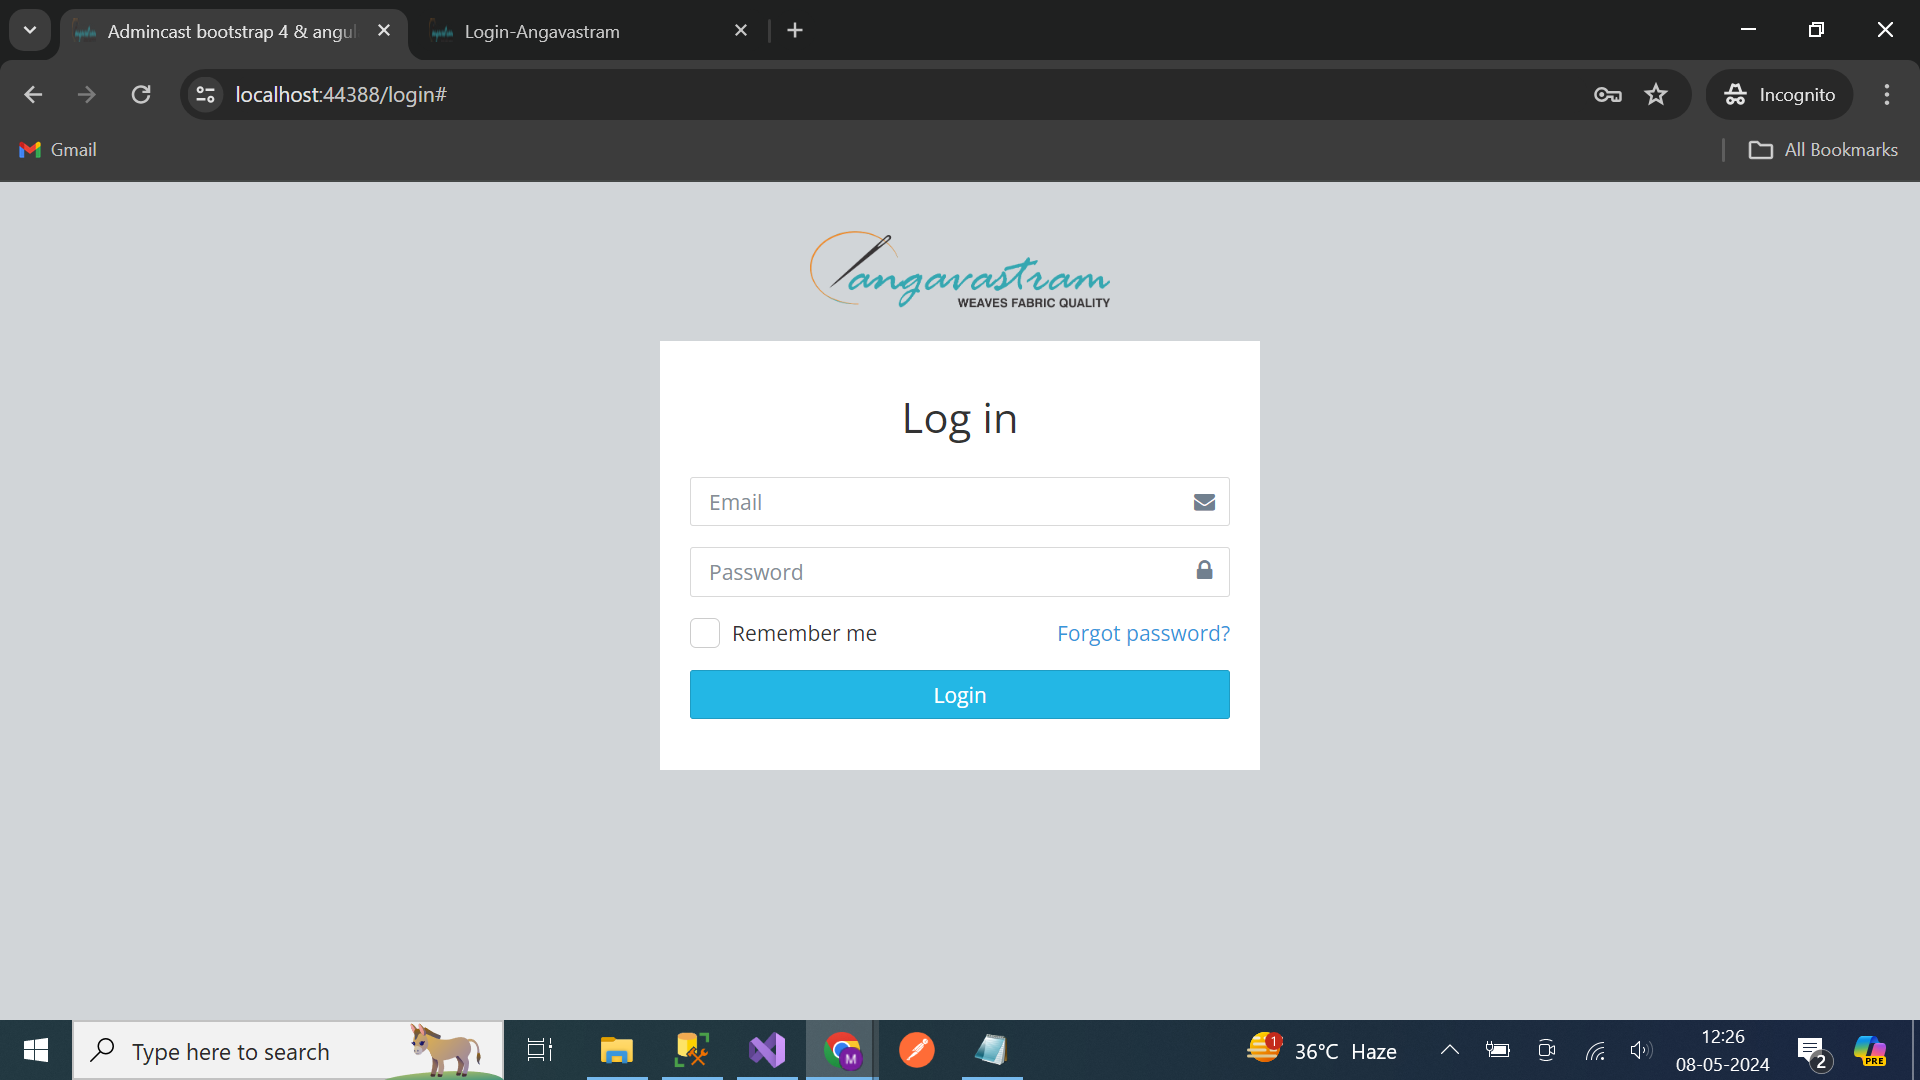 Admincast bootstrap 4 & angul
Login-Angavastram
localhost:44388/login#
Incognito
Gmail
All Bookmarks
angavastram
WEAVES FABRIC QUALITY
Log in
Email
Password
Remember me
Forgot password?
Login
Type here to search
M
1
36°C Haze
12:26
08-05-2024
2
PRE